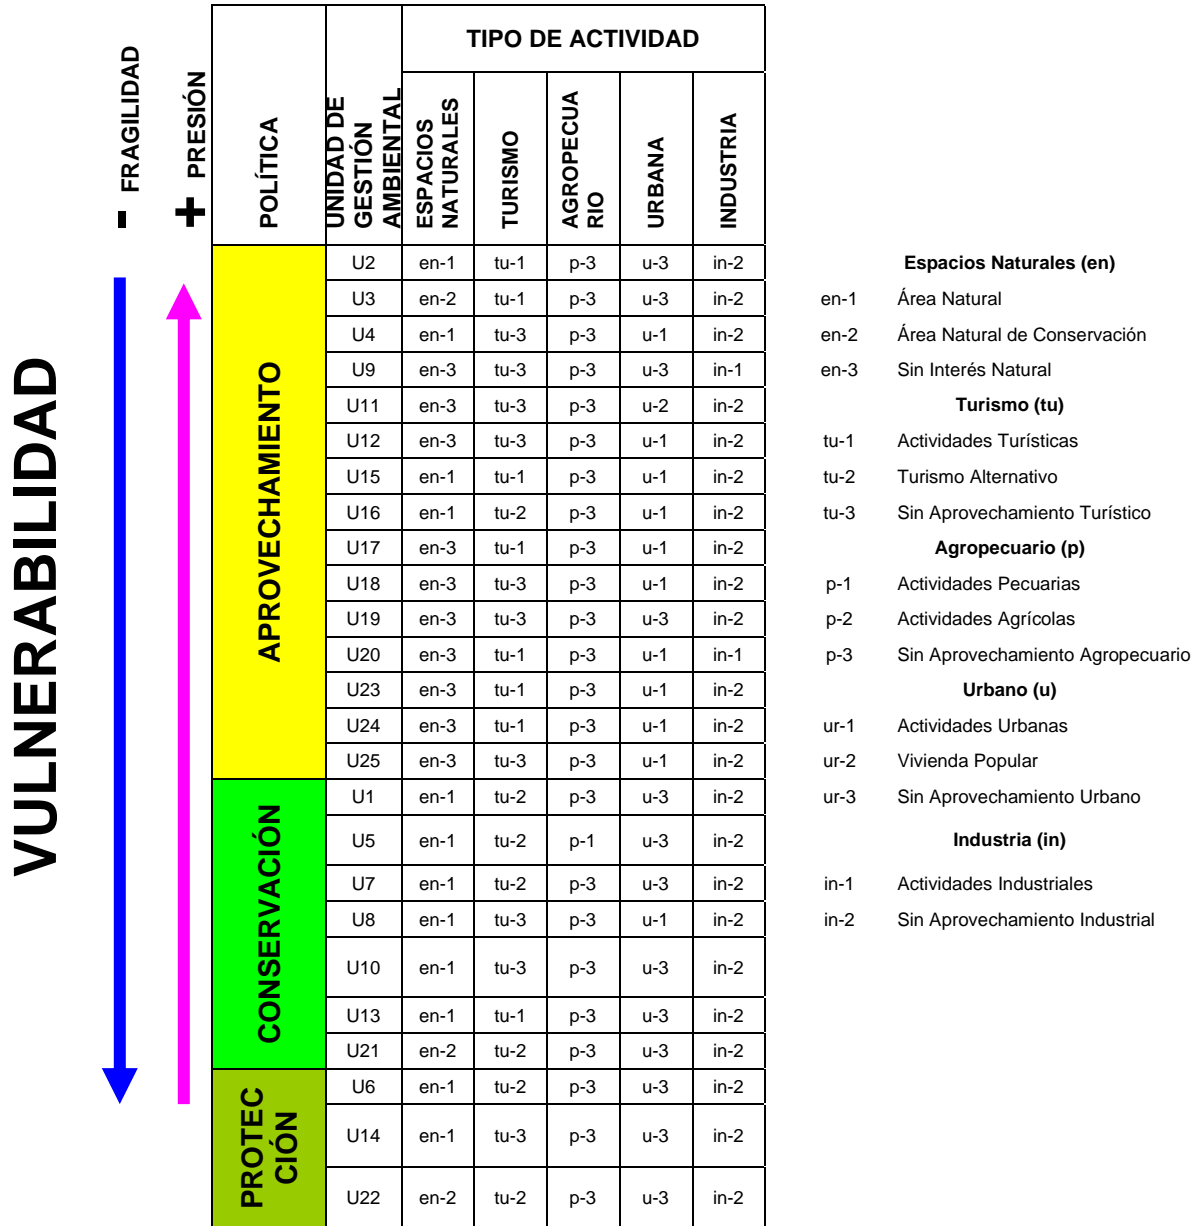 VULNERABILIDAD
- FRAGILIDAD
+ PRESIÓN
POLÍTICA
UNIDAD DE
GESTIÓN
AMBIENTAL
TIPO DE ACTIVIDAD
ESPACIOS
NATURALES
TURISMO
AGROPECUA
RIO
URBANA
INDUSTRIA
APROVECHAMIENTO
U2 en-1 tu-1 p-3 u-3 in-2
U3 en-2 tu-1 p-3 u-3 in-2
U4 en-1 tu-3 p-3 u-1 in-2
U9 en-3 tu-3 p-3 u-3 in-1
U11 en-3 tu-3 p-3 u-2 in-2
U12 en-3 tu-3 p-3 u-1 in-2
U15 en-1 tu-1 p-3 u-1 in-2
U16 en-1 tu-2 p-3 u-1 in-2
U17 en-3 tu-1 p-3 u-1 in-2
U18 en-3 tu-3 p-3 u-1 in-2
U19 en-3 tu-3 p-3 u-3 in-2
U20 en-3 tu-1 p-3 u-1 in-1
U23 en-3 tu-1 p-3 u-1 in-2
U24 en-3 tu-1 p-3 u-1 in-2
U25 en-3 tu-3 p-3 u-1 in-2
CONSERVACIÓN
U1 en-1 tu-2 p-3 u-3 in-2
U5 en-1 tu-2 p-1 u-3 in-2
U7 en-1 tu-2 p-3 u-3 in-2
U8 en-1 tu-3 p-3 u-1 in-2
U10 en-1 tu-3 p-3 u-3 in-2
U13 en-1 tu-1 p-3 u-3 in-2
U21 en-2 tu-2 p-3 u-3 in-2
PROTEC
CIÓN
U6 en-1 tu-2 p-3 u-3 in-2
U14 en-1 tu-3 p-3 u-3 in-2
U22 en-2 tu-2 p-3 u-3 in-2
Espacios Naturales (en)
en-1 Área Natural
en-2 Área Natural de Conservación
en-3 Sin Interés Natural
Turismo (tu)
tu-1 Actividades Turísticas
tu-2 Turismo Alternativo
tu-3 Sin Aprovechamiento Turístico
Agropecuario (p)
p-1 Actividades Pecuarias
p-2 Actividades Agrícolas
p-3 Sin Aprovechamiento Agropecuario
Urbano (u)
ur-1 Actividades Urbanas
ur-2 Vivienda Popular
ur-3 Sin Aprovechamiento Urbano
Industria (in)
in-1 Actividades Industriales
in-2 Sin Aprovechamiento Industrial